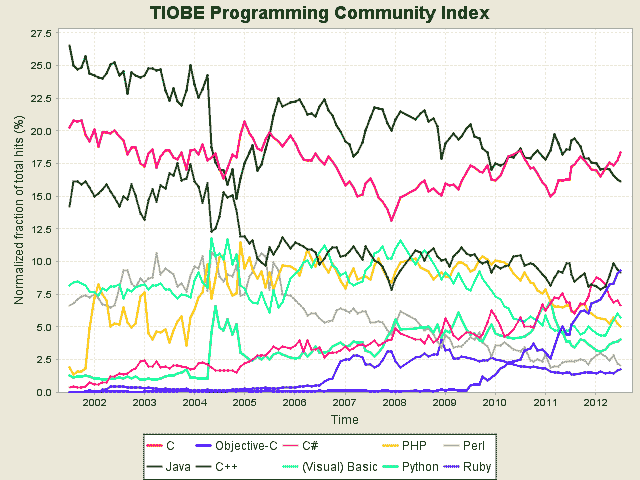 TIOBE Programming Community Index
Normalized fraction of total hits (%)
27.5
25.0
22.5
20.0
17.5
15.0
12.5
10.0
7.5
5.0
2.5
0.0
2002 2003 2004 2005 2006 2007 2008 2009 2010 2011 2012
Time
C Objective-C C# PHP Perl
Java C++ (Visual) Basic Python Ruby